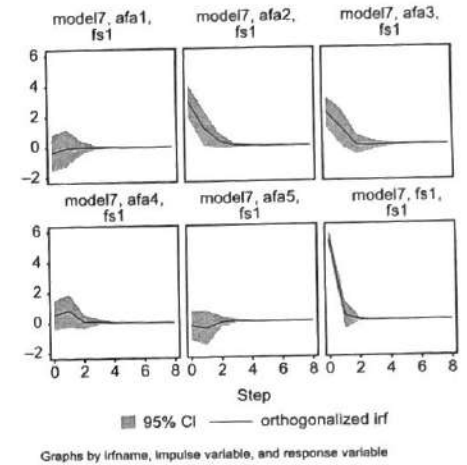 model7, afa1,
fs1
model7, afa2,
fs1
model7, afa3,
fs1
6
4
2
0
−2
model7, afa4,
fs1
model7, afa5,
fs1
model7, fs1,
fs1
6
4
2
0
−2
0 2 4 6 8
0 2 4 6 8
0 2 4 6 8
Step
95% CI
orthogonalized irf
Graphs by irfname, impulse variable, and response variable